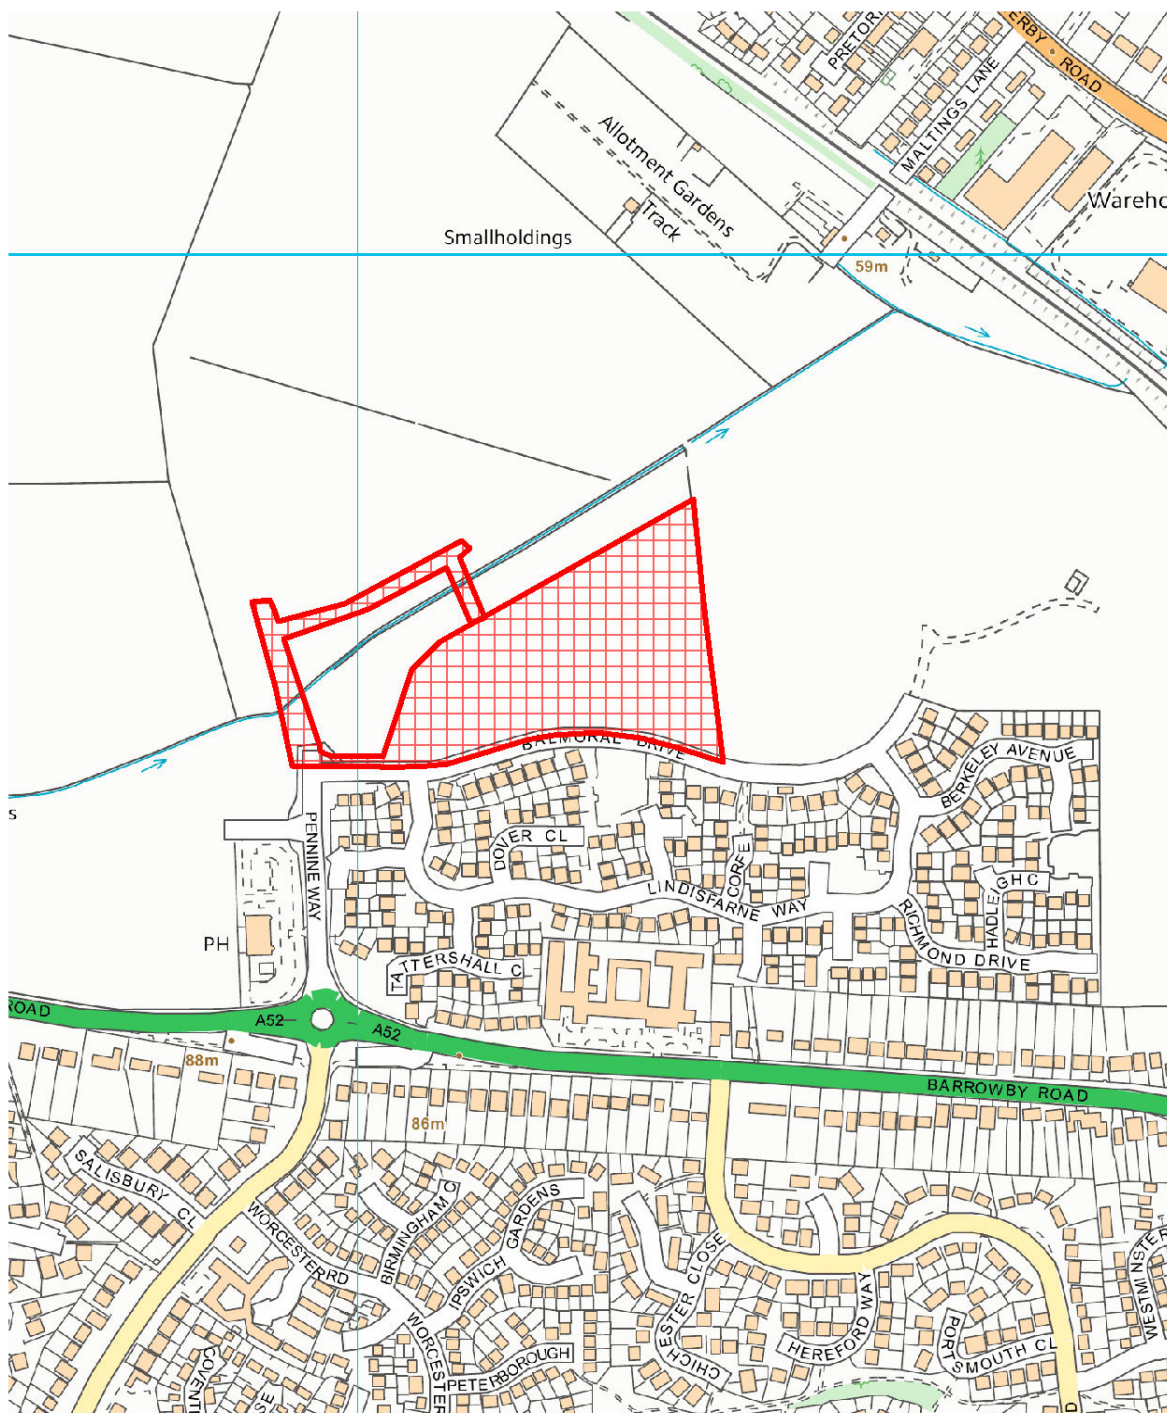 PRETORI
ERBY ROAD
MALTINGS LANE
Allotment Gardens
Track
Wareho
Smallholdings
59m
BALMORAL DRIVE
BERKELEY AVENUE
s
PENNINE WAY
DOVER CL
CORFE
LINDISFARNE WAY
HADLEIGH C
RICHMOND DRIVE
PH
TATTERSHALL C
ROAD
A52
A52
88m
BARROWBY ROAD
86m
SALISBURY CL
WORCESTER RD
BIRMINGHAM C
IPSWICH GARDENS
CHICHESTER CLOSE
HEREFORD WAY
WESTMINSTER
PORTSMOUTH CL
WORCESTER
PETERBOROUGH
COVENT
SE
D